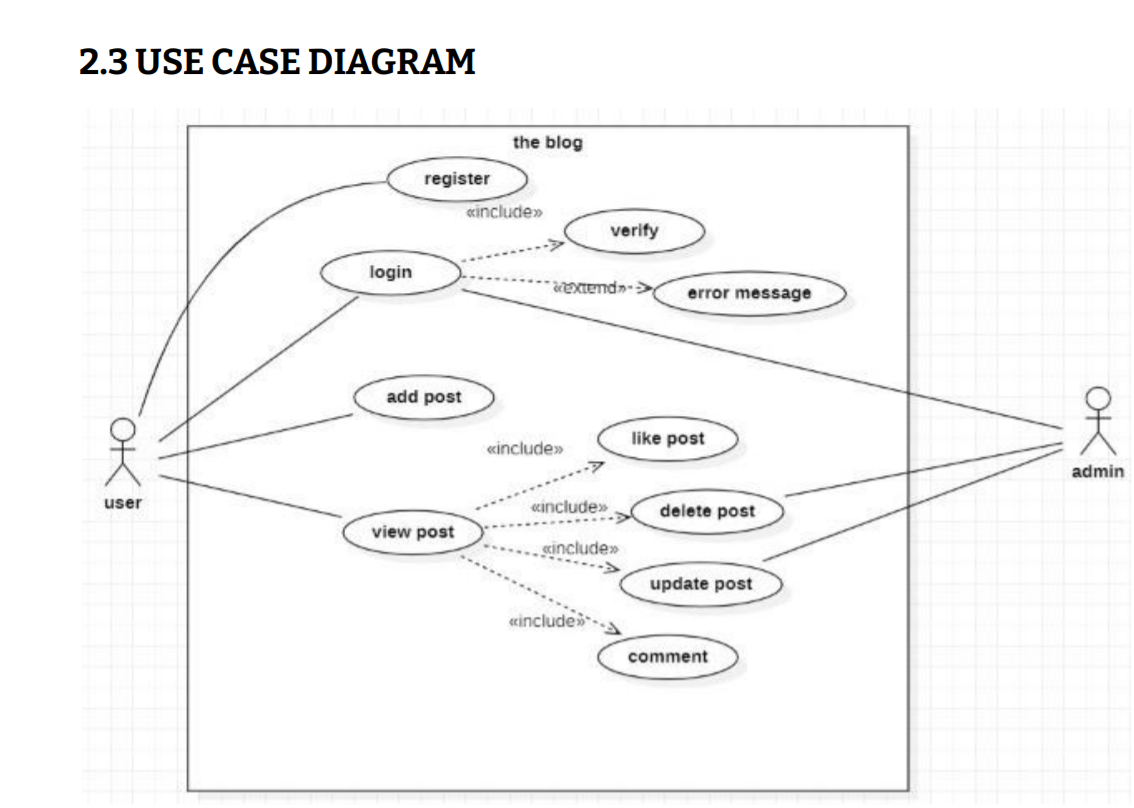 2.3 USE CASE DIAGRAM
the blog
register
«include»
verify
login
«extend»
error message
add post
like post
«include»
user
admin
«include»
delete post
view post
«include»
update post
«include»
comment